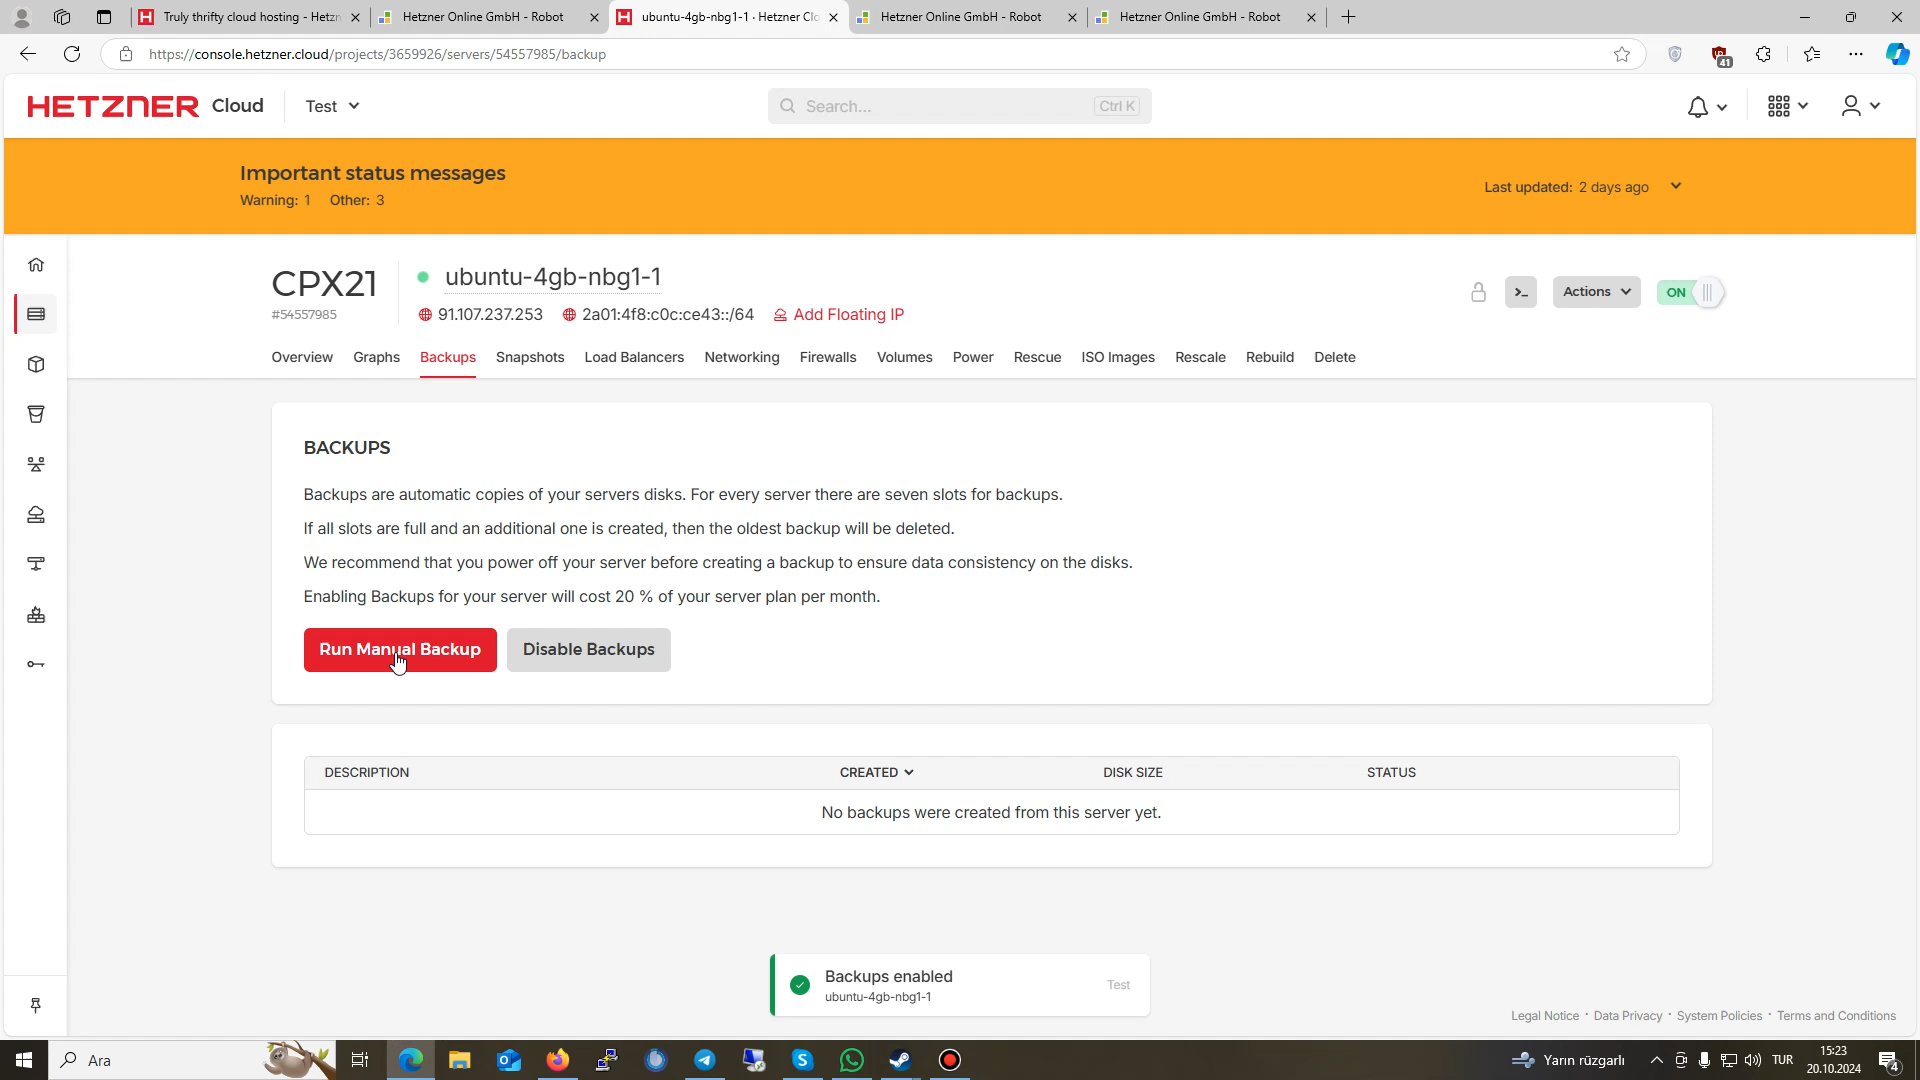 Truly thrifty cloud hosting - Hetzn
Hetzner Online GmbH - Robot
ubuntu-4gb-nbg1-1 · Hetzner Clo
Hetzner Online GmbH - Robot
Hetzner Online GmbH - Robot
https://console.hetzner.cloud/projects/3659926/servers/54557985/backup
41
HETZNER Cloud
Test
Search...
Ctrl K
Important status messages
Warning: 1 Other: 3
Last updated: 2 days ago
CPX21
#54557985
ubuntu-4gb-nbg1-1
91.107.237.253
2a01:4f8:c0c:ce43::/64
Add Floating IP
Actions
ON
Overview Graphs Backups Snapshots Load Balancers Networking Firewalls Volumes Power Rescue ISO Images Rescale Rebuild Delete
BACKUPS
Backups are automatic copies of your servers disks. For every server there are seven slots for backups.
If all slots are full and an additional one is created, then the oldest backup will be deleted.
We recommend that you power off your server before creating a backup to ensure data consistency on the disks.
Enabling Backups for your server will cost 20 % of your server plan per month.
Run Manual Backup
Disable Backups
DESCRIPTION CREATED DISK SIZE STATUS
No backups were created from this server yet.
Backups enabled
ubuntu-4gb-nbg1-1
Test
Legal Notice · Data Privacy · System Policies · Terms and Conditions
Ara
Yarın rüzgarlı
TUR
15:23
20.10.2024
4